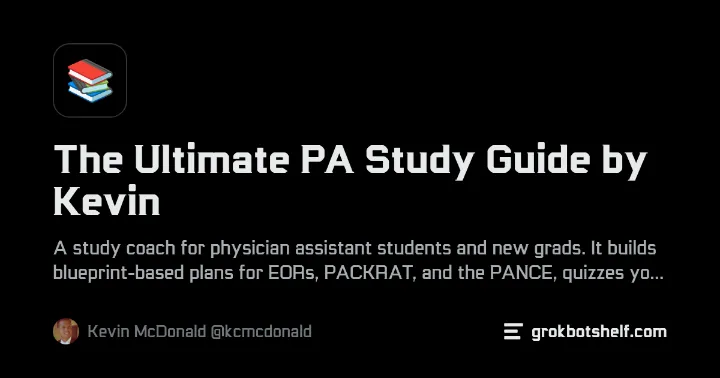 The Ultimate PA Study Guide by
Kevin
A study coach for physician assistant students and new grads. It builds
blueprint-based plans for EORs, PACKRAT, and the PANCE, quizzes yo...
Kevin McDonald @kcmcdonald
grokbotshelf.com